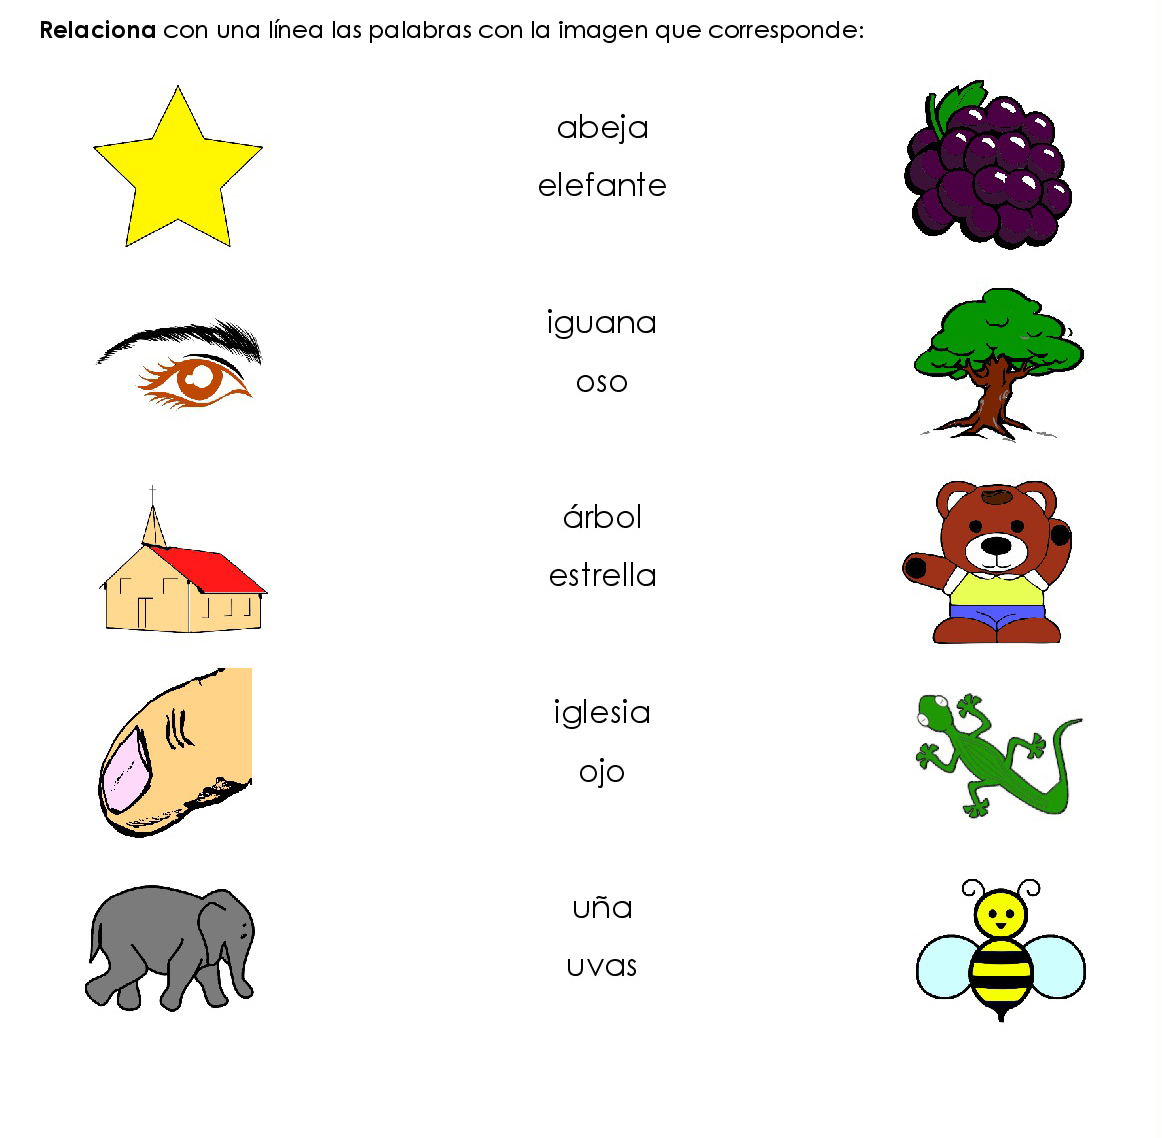 Relaciona con una línea las palabras con la imagen que corresponde:
abeja
elefante
iguana
oso
árbol
estrella
iglesia
ojo
uña
uvas